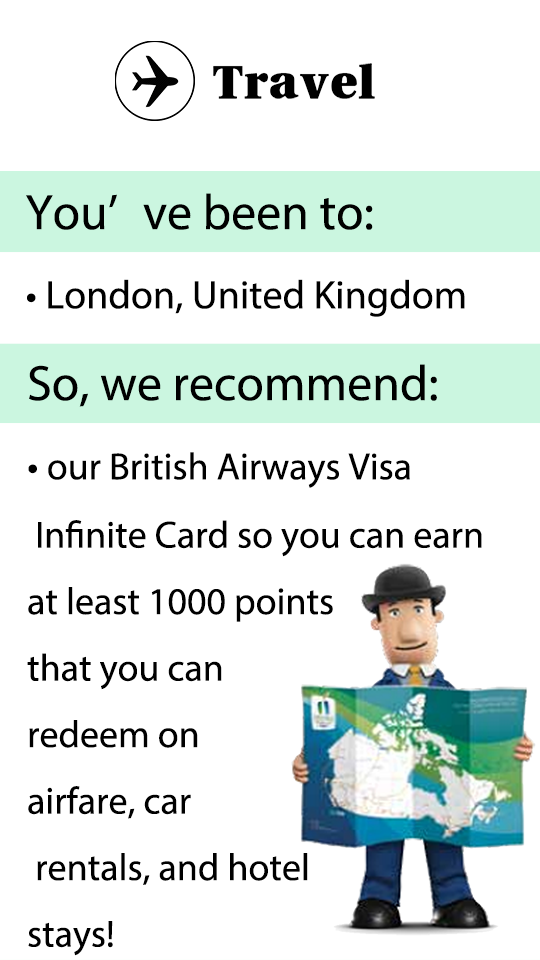 Travel
You’ ve been to:
• London, United Kingdom
So, we recommend:
• our British Airways Visa
Infinite Card so you can earn
at least 1000 points
that you can
redeem on
airfare, car
rentals, and hotel
stays!